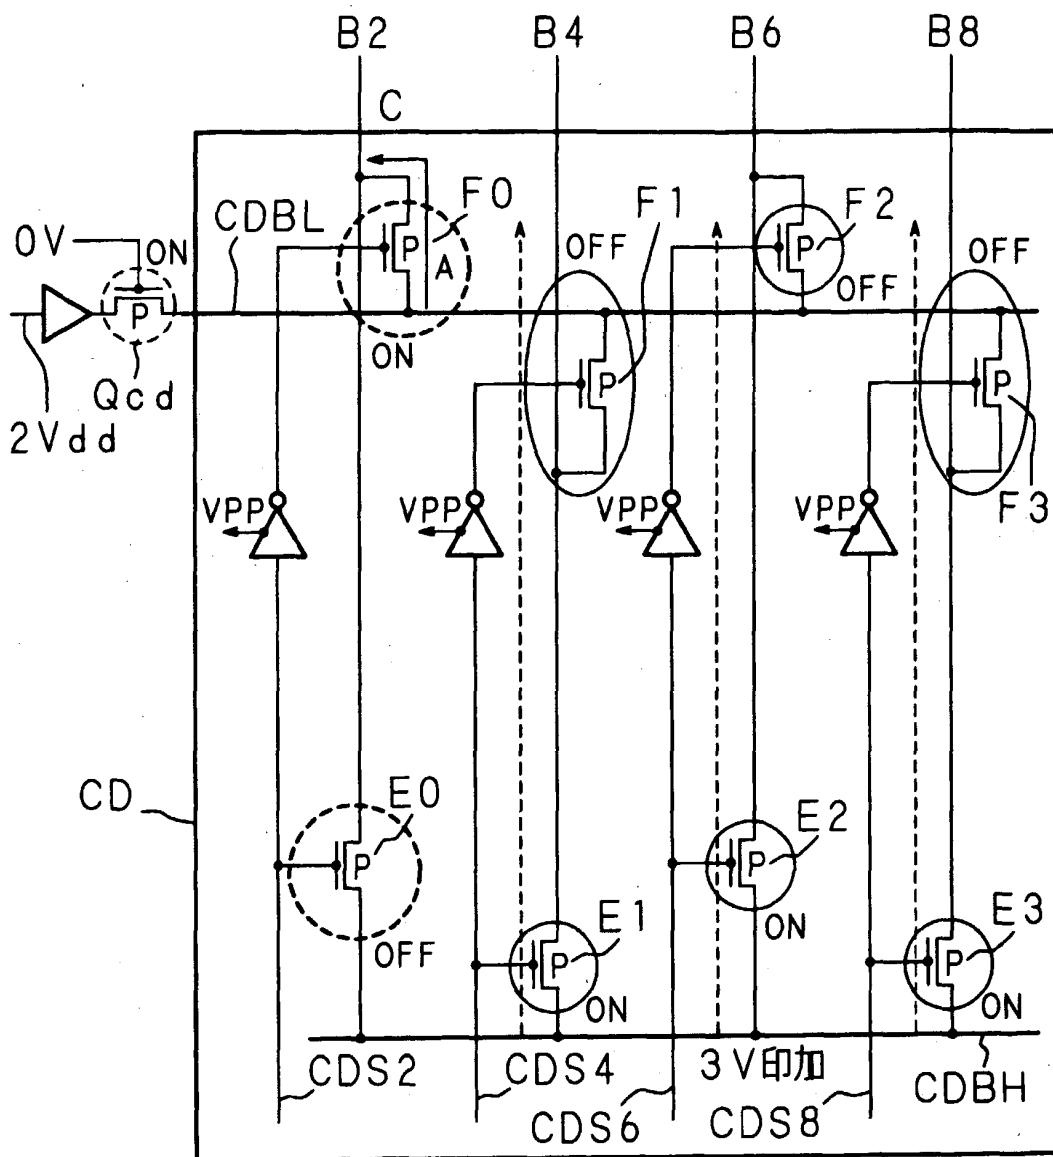 B2 B4 B6 B8
C
F0
F1
F2
CDBL
P
P
0V
ON
A
OFF
OFF
OFF
P
ON
P
P
Qcd
2Vdd
F3
VPP
VPP
VPP
VPP
CD
E0
P
E2
P
OFF
E1
P
ON
E3
P
ON
ON
CDS2
CDS4
3V印加
CDBH
CDS6
CDS8